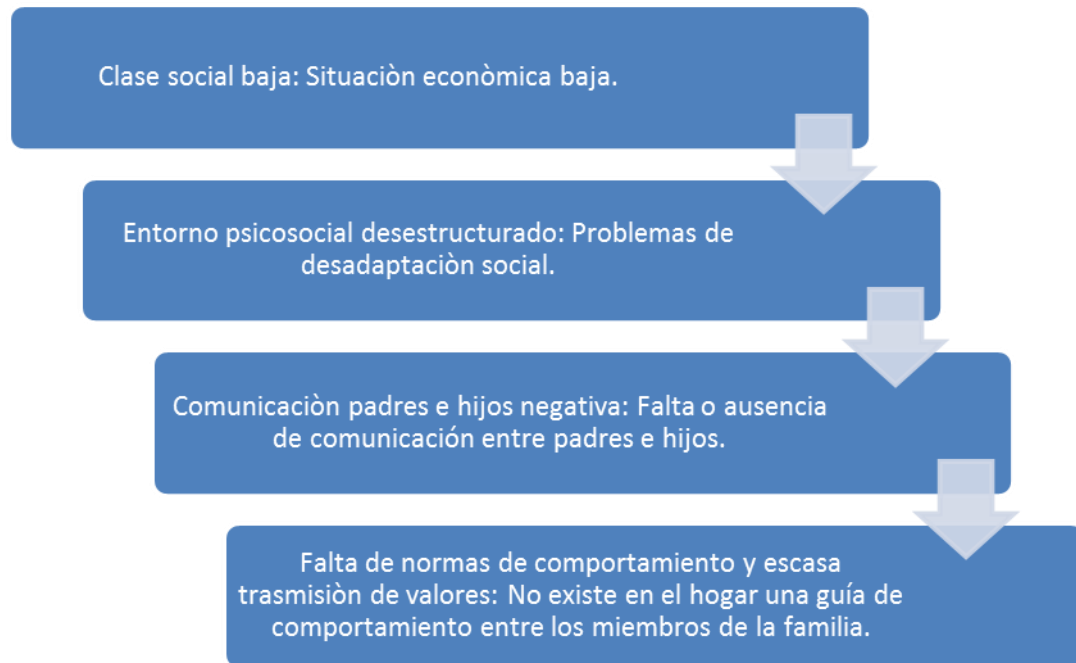 Clase social baja: Situaciòn econòmica baja.
Entorno psicosocial desestructurado: Problemas de
desadaptaciòn social.
Comunicaciòn padres e hijos negativa: Falta o ausencia
de comunicación entre padres e hijos.
Falta de normas de comportamiento y escasa
trasmisiòn de valores: No existe en el hogar una guía de
comportamiento entre los miembros de la familia.